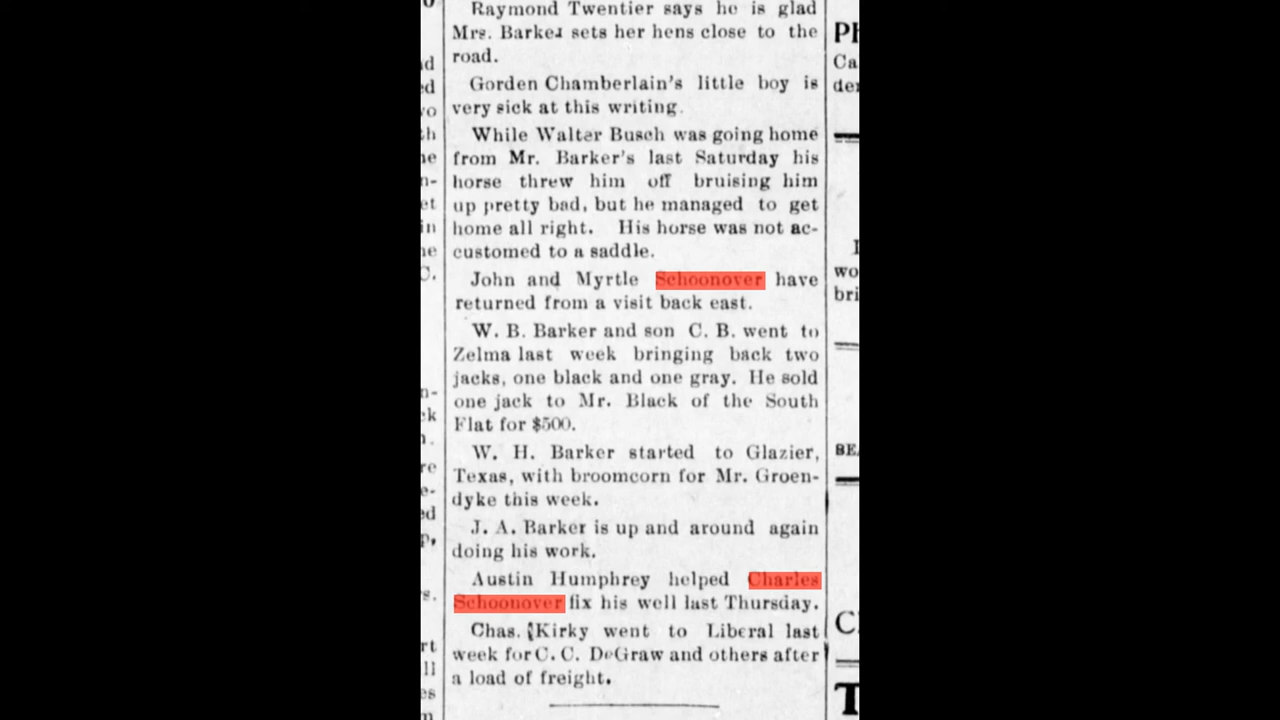 Raymond Twentier says he is glad
Mrs. Barker sets her hens close to the
road.
Gorden Chamberlain's little boy is
very sick at this writing.
While Walter Busch was going home
from Mr. Barker's last Saturday his
horse threw him off bruising him
up pretty bad, but he managed to get
home all right. His horse was not ac-
customed to a saddle.
John and Myrtle Schoonover have
returned from a visit back east.
W. B. Barker and son C. B. went to
Zelma last week bringing back two
jacks, one black and one gray. He sold
one jack to Mr. Black of the South
Flat for $500.
W. H. Barker started to Glazier,
Texas, with broomcorn for Mr. Groen-
dyke this week.
J. A. Barker is up and around again
doing his work.
Austin Humphrey helped Charles
Schoonover fix his well last Thursday.
Chas. Kirky went to Liberal last
week for C. C. DeGraw and others after
a load of freight.